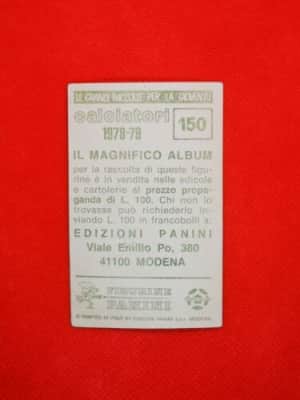 LE GRANDI RACCOLTE PER LA GIOVENTÙ
calciatori
1978-79
150
IL MAGNIFICO ALBUM
per la raccolta di queste figu-
rine è in vendita nelle edicole
e cartolerie al prezzo propa-
ganda di L. 100. Chi non lo
trovasse può richiederlo in-
viando L. 100 in francobolli a:
EDIZIONI PANINI
Viale Emilio Po, 380
41100 MODENA
FIGURINE
PANINI